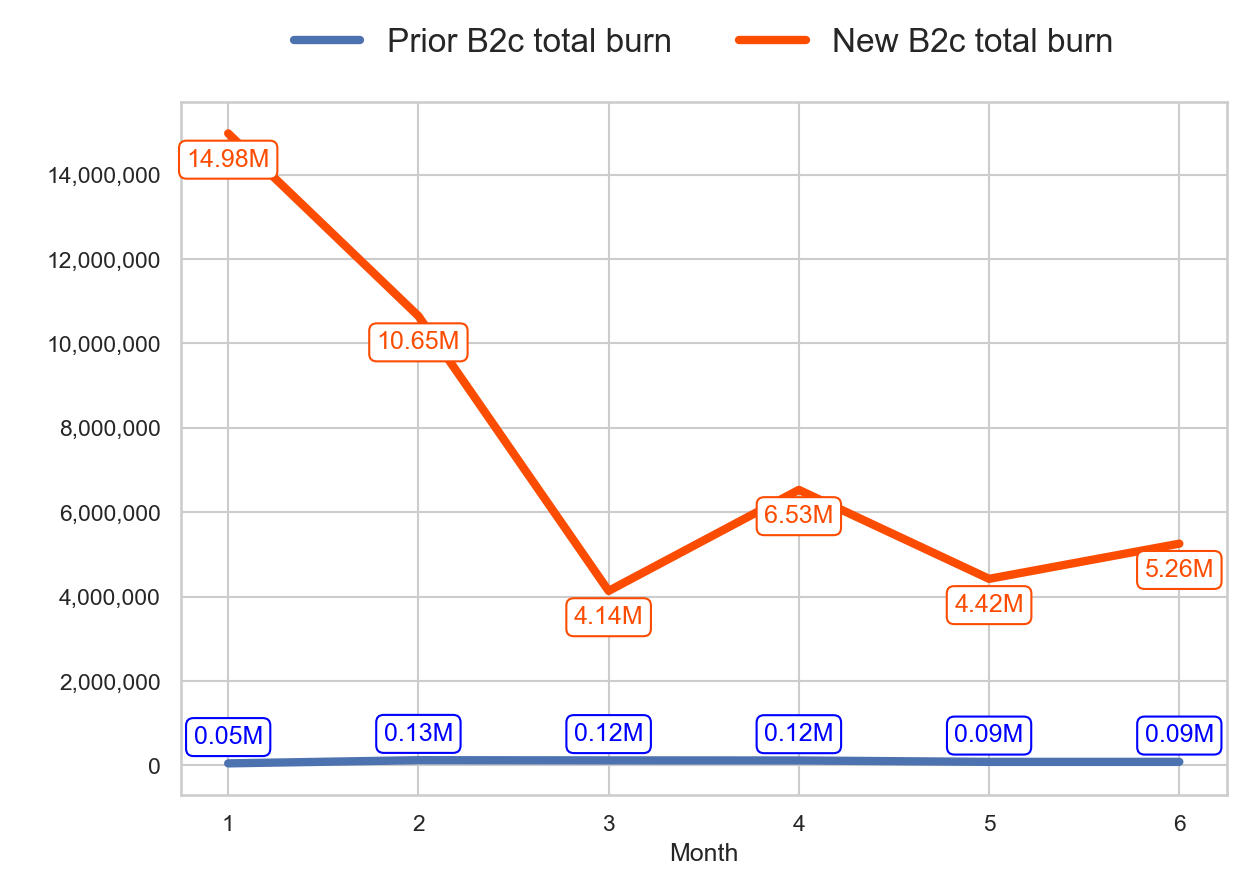 Prior B2c total burn New B2c total burn
14.98M
14,000,000
12,000,000
10.65M
10,000,000
8,000,000
6.53M
6,000,000
5.26M
4.42M
4.14M
4,000,000
2,000,000
0.05M 0.13M 0.12M 0.12M 0.09M 0.09M
0
1 2 3 4 5 6
Month